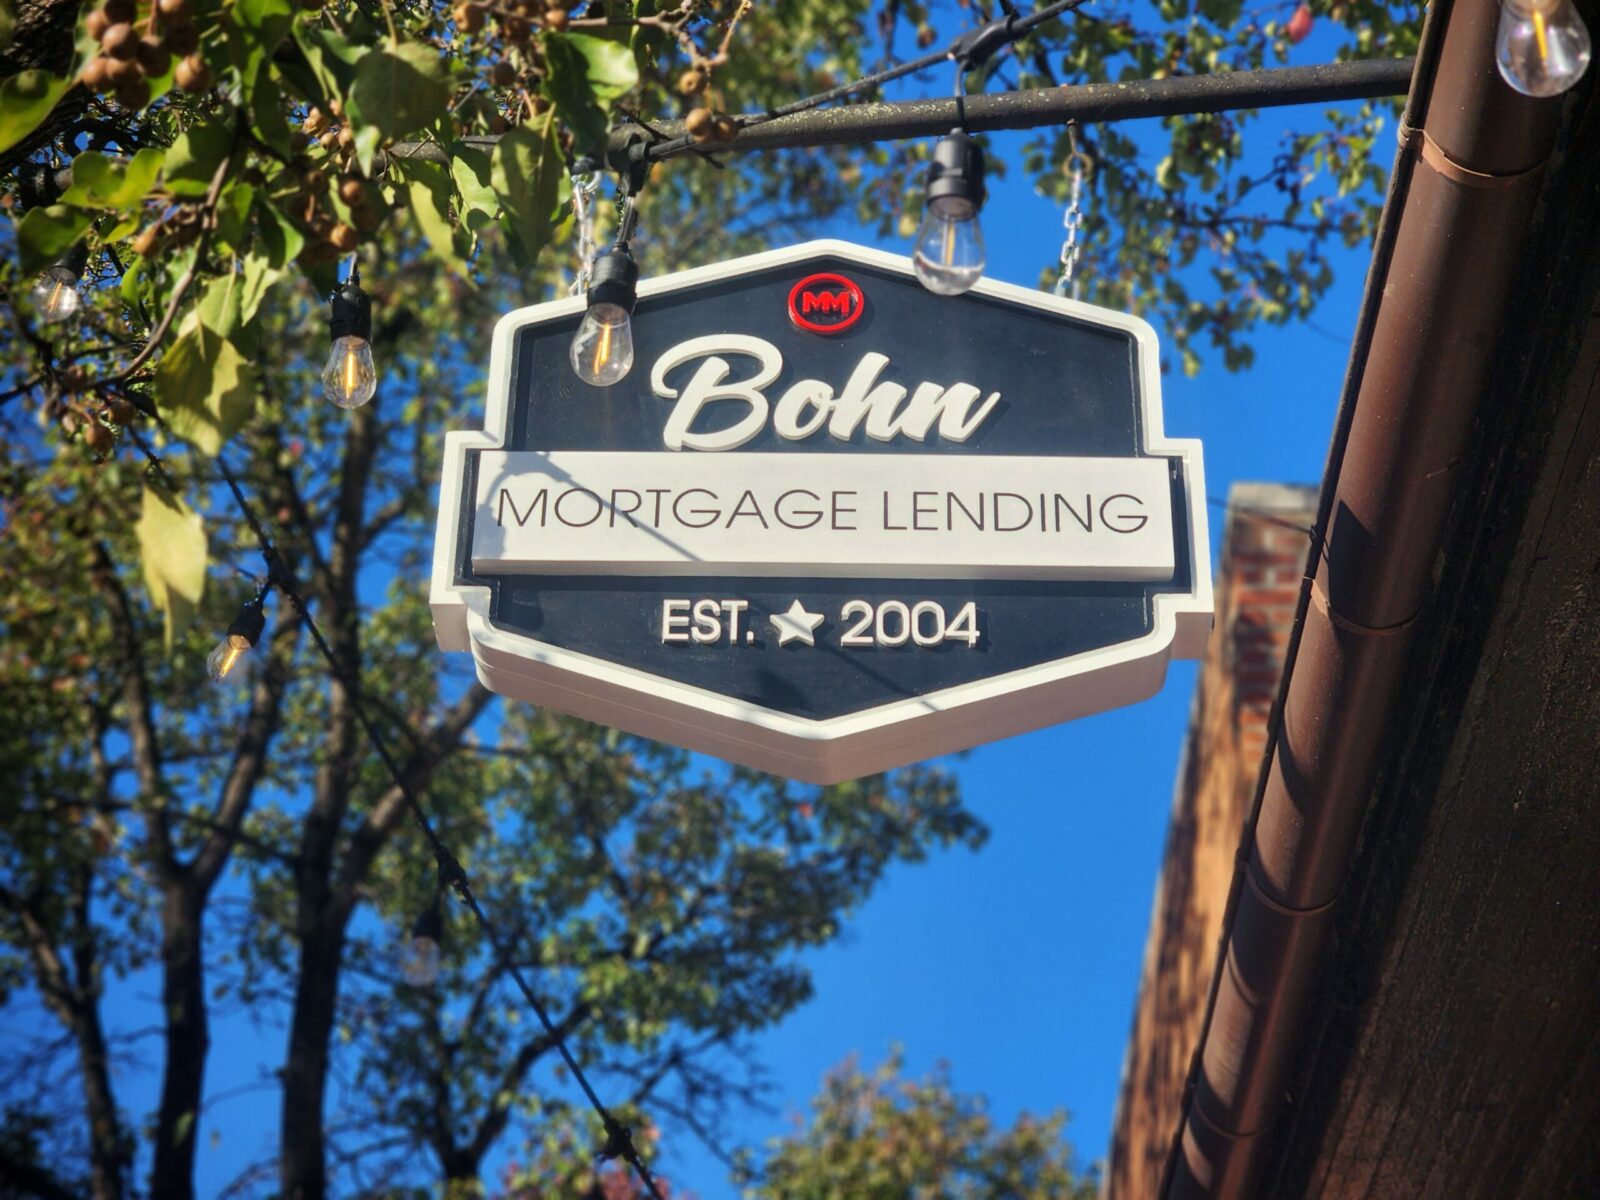 MM
Bohn
MORTGAGE LENDING
EST. ★ 2004